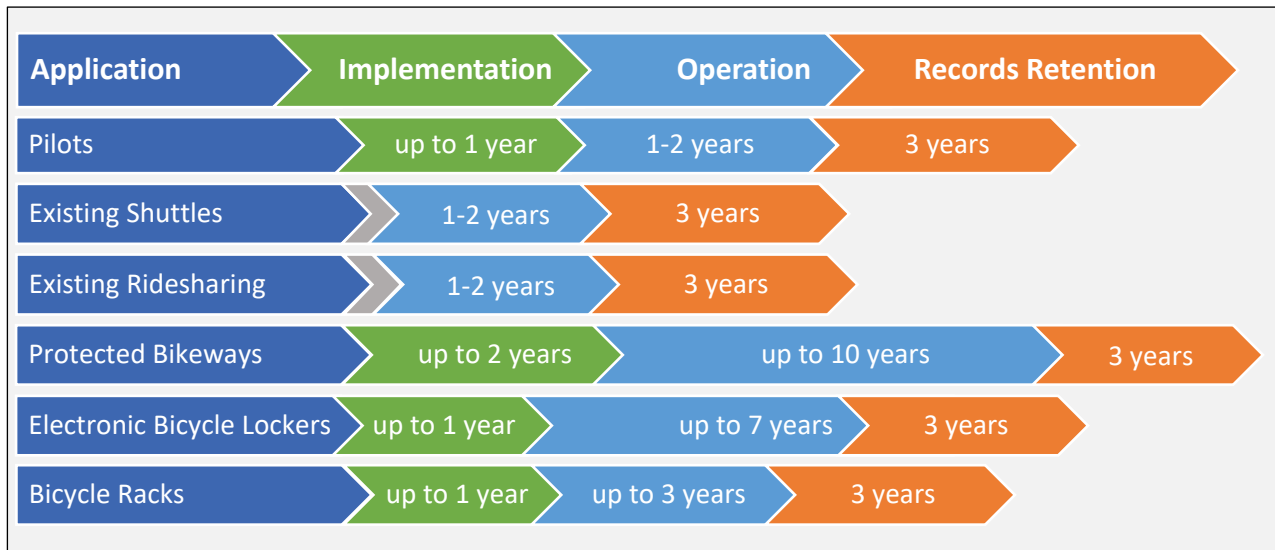 Application Implementation Operation Records Retention
Pilots up to 1 year 1-2 years 3 years
Existing Shuttles 1-2 years 3 years
Existing Ridesharing 1-2 years 3 years
Protected Bikeways up to 2 years up to 10 years 3 years
Electronic Bicycle Lockers up to 1 year up to 7 years 3 years
Bicycle Racks up to 1 year up to 3 years 3 years